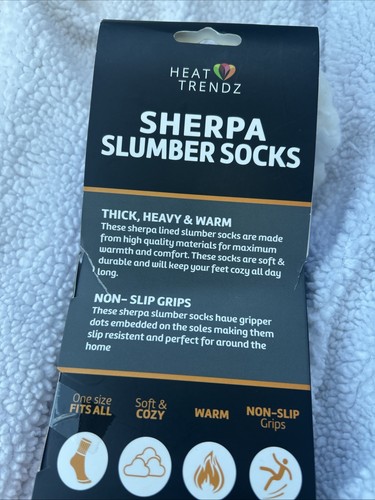 HEAT
TRENDZ
SHERPA
SLUMBER SOCKS
THICK, HEAVY & WARM
These sherpa lined slumber socks are made
from high quality materials for maximum
warmth and comfort. These socks are soft &
durable and will keep your feet cozy all day
long.
NON- SLIP GRIPS
These sherpa slumber socks have gripper
dots embedded on the soles making them
slip resistent and perfect for around the
home
One size
FITS ALL
Soft &
COZY
WARM
NON-SLIP
Grips